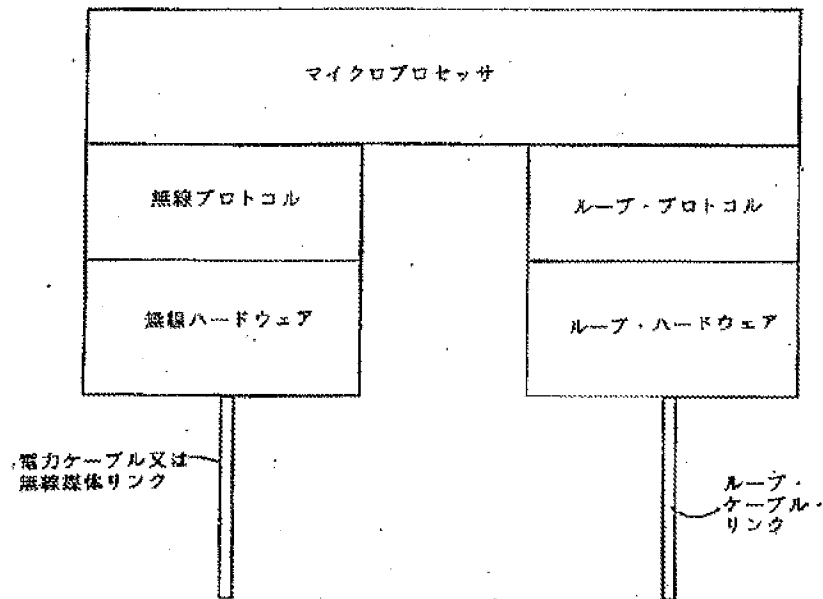 マイクロプロセッサ
無線プロトコル
ループ・プロトコル
無線ハードウェア
ループ・ハードウェア
電力ケーブル又は
無線媒体リンク
ループ・
ケーブル・
リンク